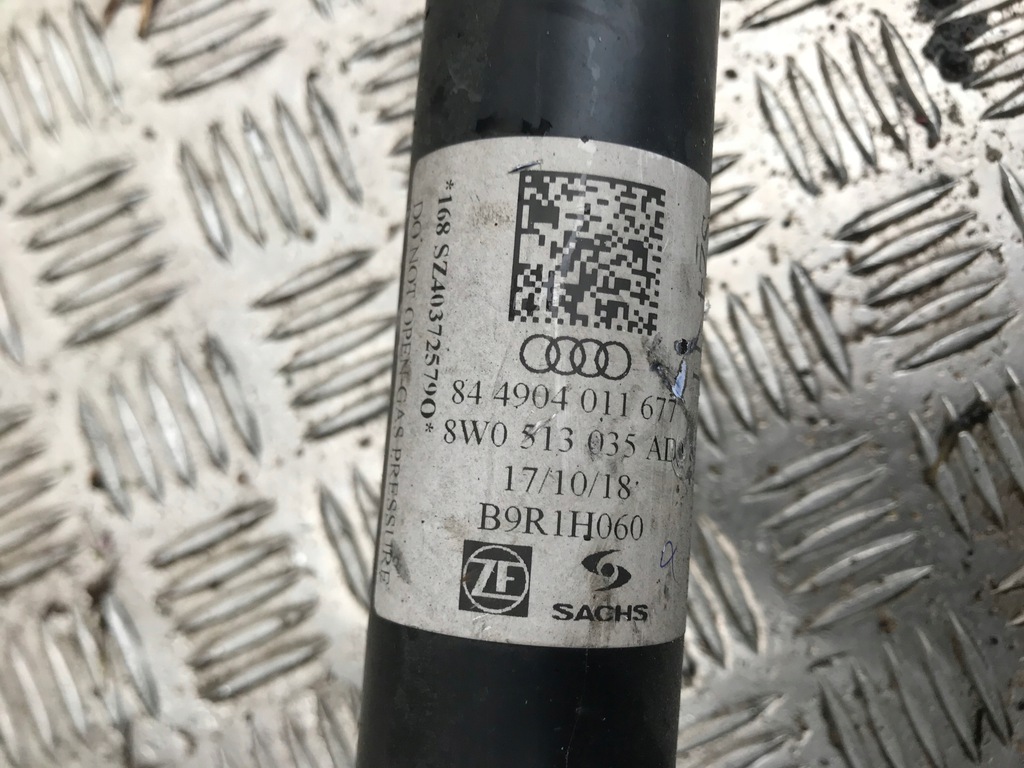 84 4904 011 677
8W0 513 035 AD
17/10/18
B9R1H060
ZF
SACHS
*168 SZ40372579O*
DO NOT OPEN GAS PRESSURE